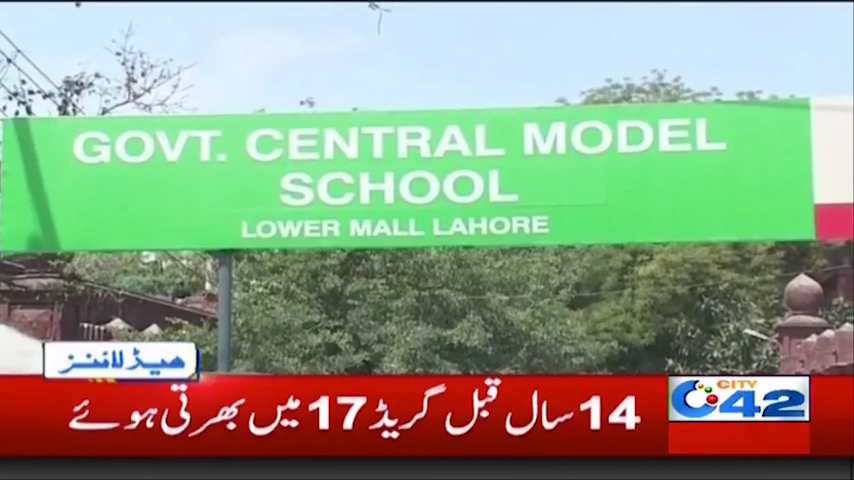 GOVT. CENTRAL MODEL
SCHOOL
LOWER MALL LAHORE
ہیڈلائنز
14 سال قبل گریڈ 17 میں بھرتی ہوئے
CITY
42